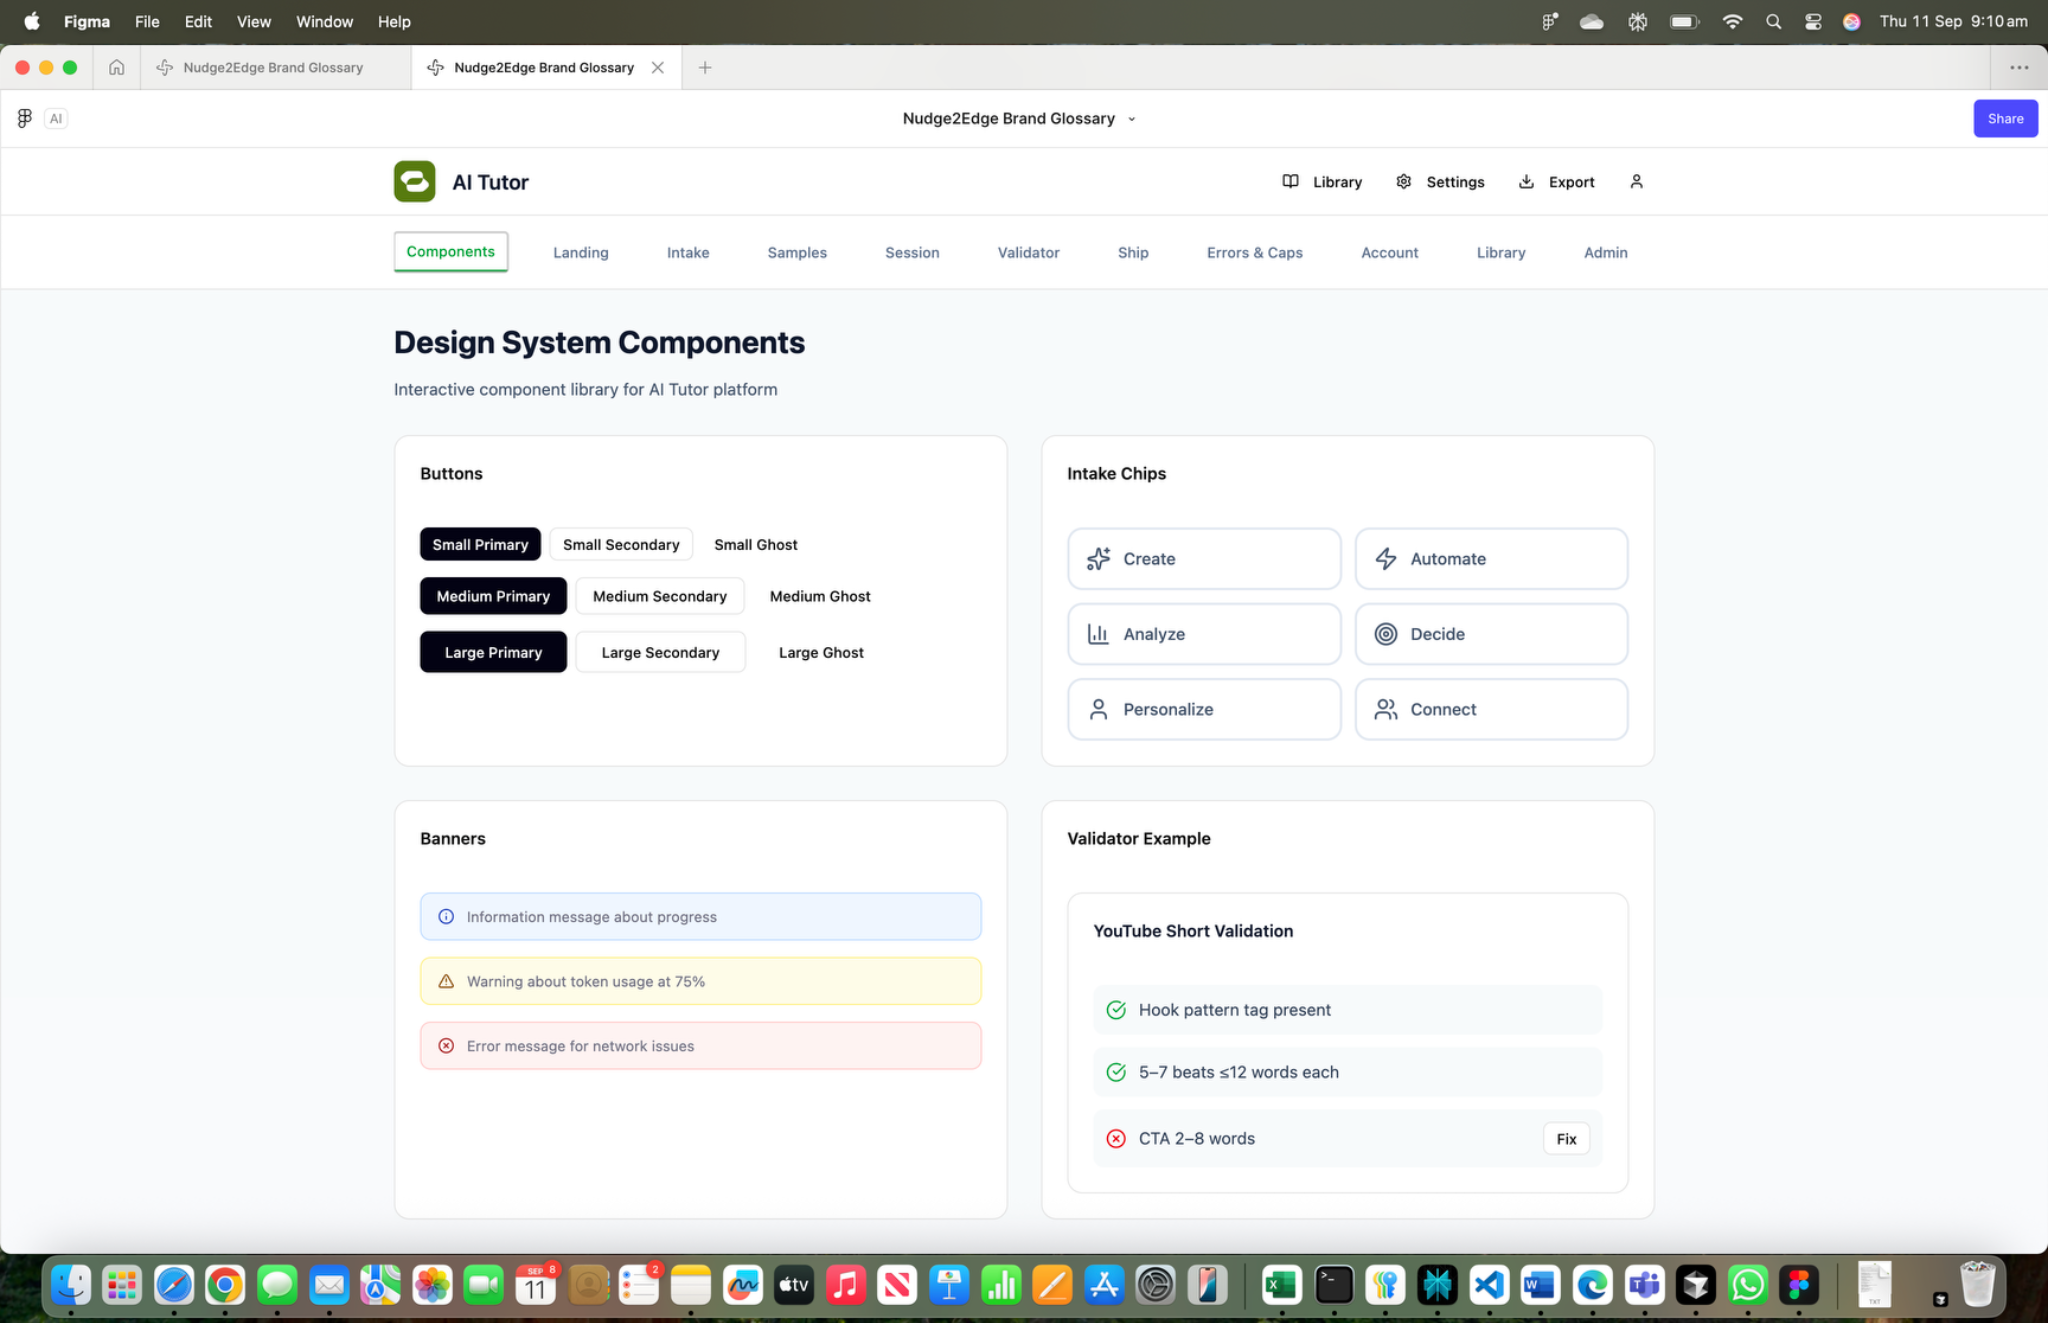 Figma File Edit View Window Help Thu 11 Sep 9:10 am
Nudge2Edge Brand Glossary Nudge2Edge Brand Glossary
AI Nudge2Edge Brand Glossary Share
AI Tutor Library Settings Export
Components Landing Intake Samples Session Validator Ship Errors & Caps Account Library Admin
Design System Components
Interactive component library for AI Tutor platform
Buttons
Small Primary Small Secondary Small Ghost
Medium Primary Medium Secondary Medium Ghost
Large Primary Large Secondary Large Ghost
Intake Chips
Create Automate
Analyze Decide
Personalize Connect
Banners
Information message about progress
Warning about token usage at 75%
Error message for network issues
Validator Example
YouTube Short Validation
Hook pattern tag present
5–7 beats ≤12 words each
CTA 2–8 words Fix
SEP 8 2
11 tv TXT